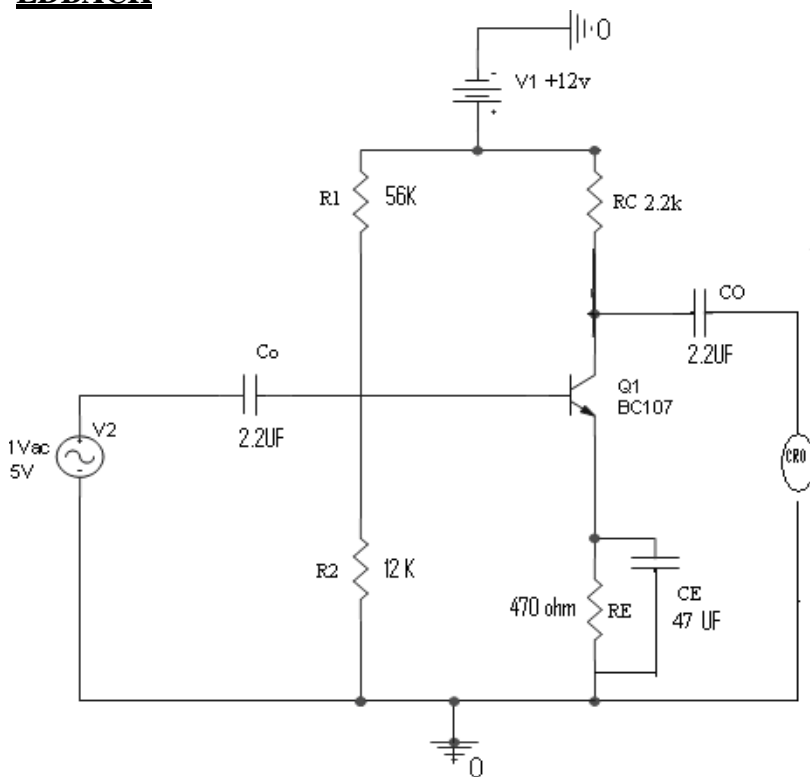 EDBACK
0
V1 +12v
-
+
R1
56K
RC 2.2k
CO
2.2UF
Co
2.2UF
Q1
BC107
V2
1Vac
5V
+
-
CRO
R2
12 K
470 ohm
RE
CE
47 UF
0